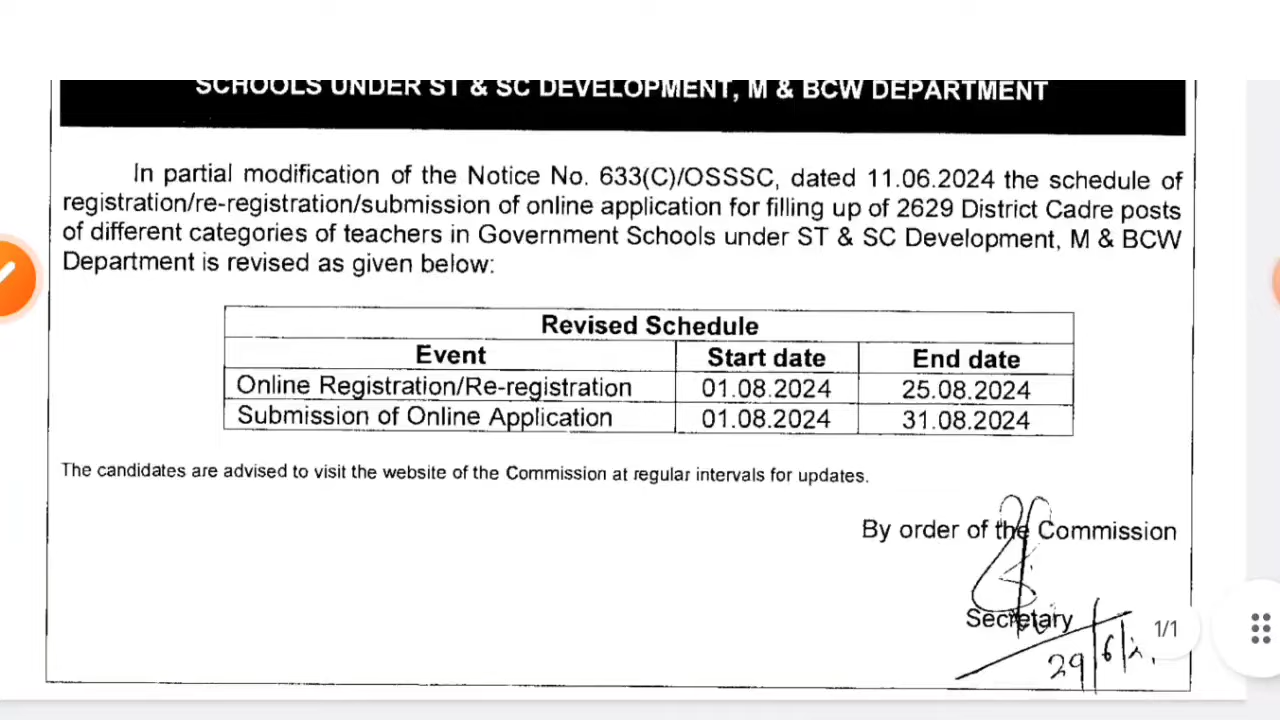 SCHOOLS UNDER ST & SC DEVELOPMENT, M & BCW DEPARTMENT
In partial modification of the Notice No. 633(C)/OSSSC, dated 11.06.2024 the schedule of
registration/re-registration/submission of online application for filling up of 2629 District Cadre posts
of different categories of teachers in Government Schools under ST & SC Development, M & BCW
Department is revised as given below:
Revised Schedule
Event Start date End date
Online Registration/Re-registration 01.08.2024 25.08.2024
Submission of Online Application 01.08.2024 31.08.2024
The candidates are advised to visit the website of the Commission at regular intervals for updates.
By order of the Commission
Secretary
1/1
29/6/